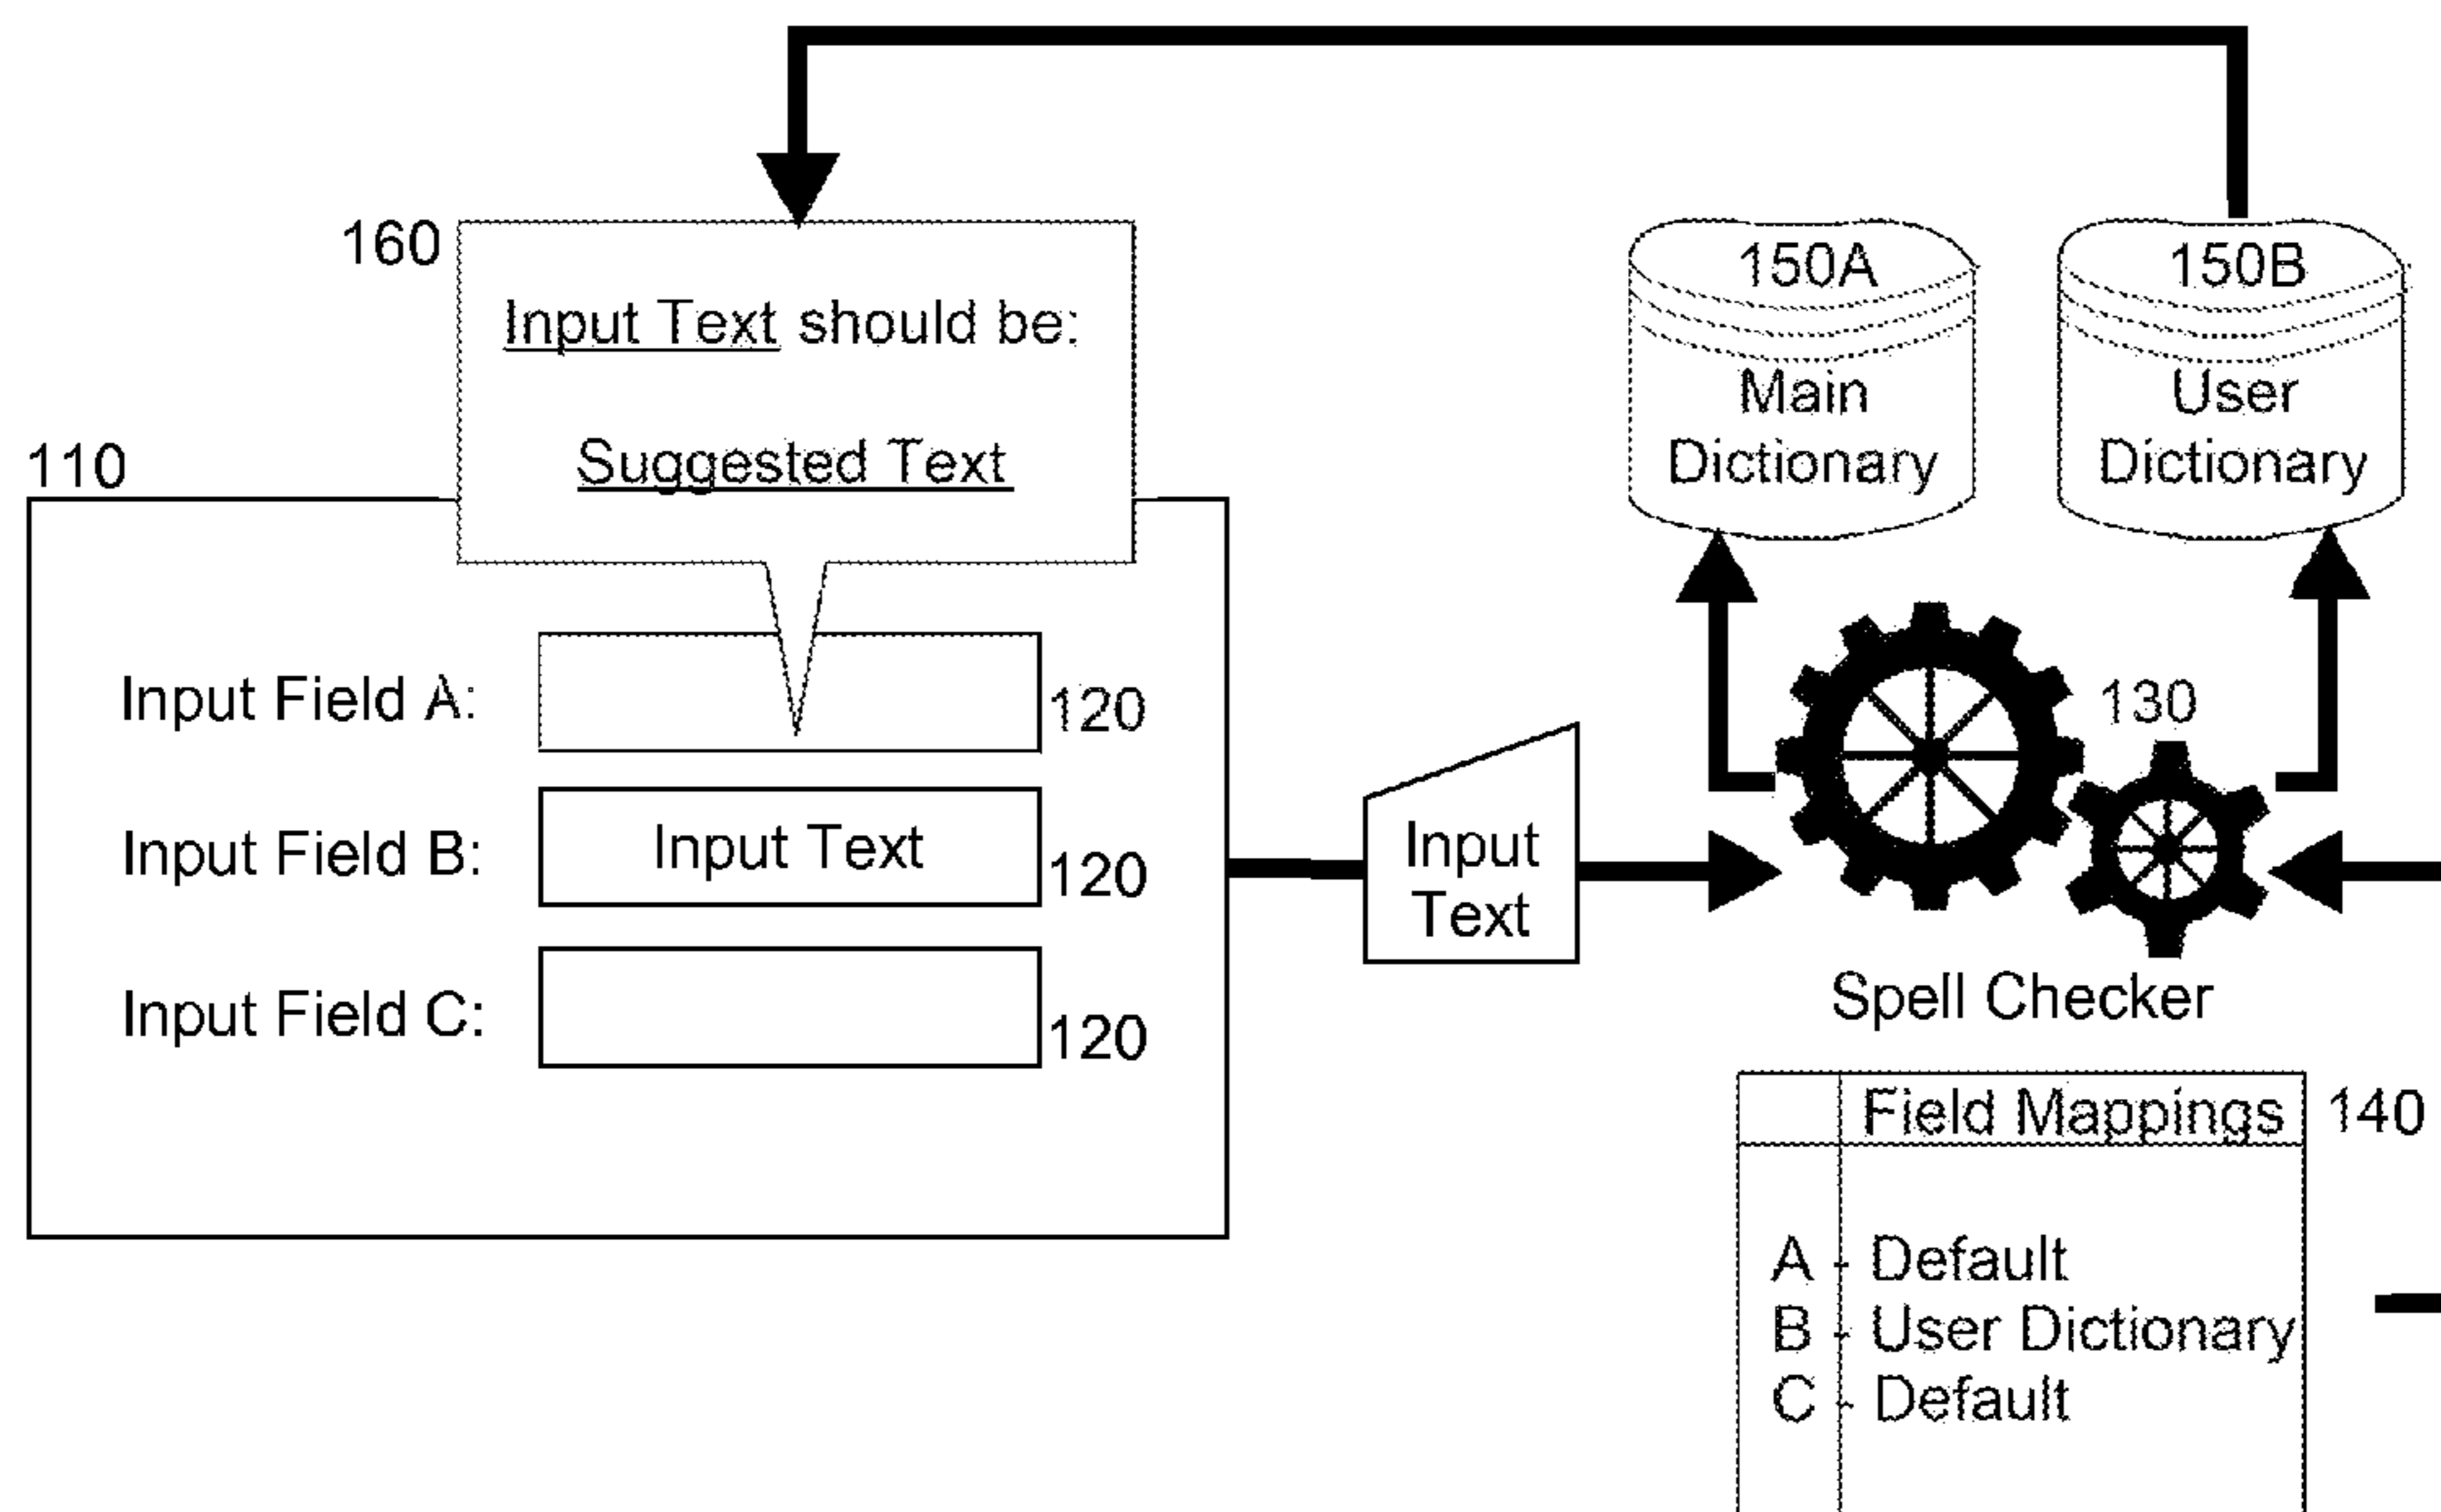 160
Input Text should be:
Suggested Text
110
Input Field A:
120
Input Field B:
Input Text
120
Input Field C:
120
Input
Text
150A
Main
Dictionary
150B
User
Dictionary
130
Spell Checker
Field Mappings
140
A - Default
B - User Dictionary
C - Default